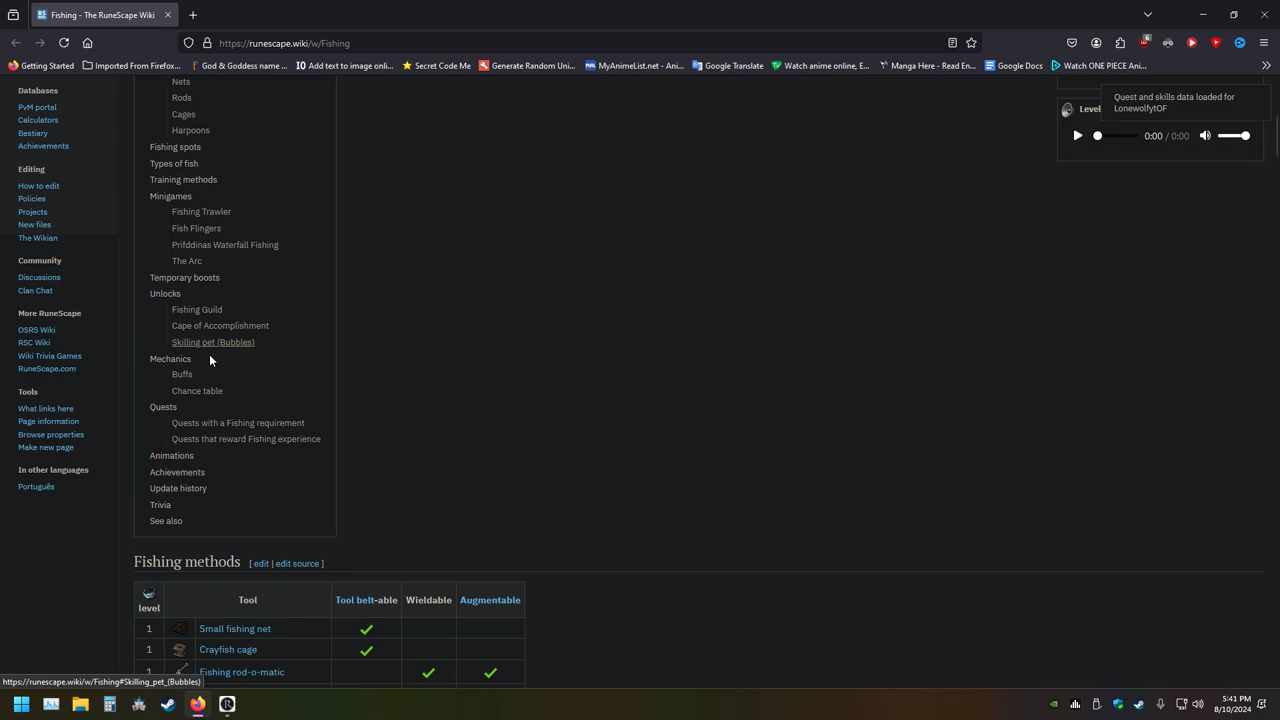 Fishing - The RuneScape Wiki
https://runescape.wiki/w/Fishing
6
Getting Started
Imported From Firefox...
God & Goddess name ...
Add text to image onli...
Secret Code Me
Generate Random Uni...
MyAnimeList.net - Ani...
Google Translate
Watch anime online, E...
Manga Here - Read En...
Google Docs
Watch ONE PIECE Ani...
Databases
PvM portal
Calculators
Bestiary
Achievements
Editing
How to edit
Policies
Projects
New files
The Wikian
Community
Discussions
Clan Chat
More RuneScape
OSRS Wiki
RSC Wiki
Wiki Trivia Games
RuneScape.com
Tools
What links here
Page information
Browse properties
Make new page
In other languages
Português
Nets
Rods
Cages
Harpoons
Fishing spots
Types of fish
Training methods
Minigames
Fishing Trawler
Fish Flingers
Prifddinas Waterfall Fishing
The Arc
Temporary boosts
Unlocks
Fishing Guild
Cape of Accomplishment
Skilling pet (Bubbles)
Mechanics
Buffs
Chance table
Quests
Quests with a Fishing requirement
Quests that reward Fishing experience
Animations
Achievements
Update history
Trivia
See also
Level
Quest and skills data loaded for
LonewolfytOF
0:00 / 0:00
Fishing methods [ edit | edit source ]
level Tool Tool belt-able Wieldable Augmentable
1 Small fishing net
1 Crayfish cage
1 Fishing rod-o-matic
https://runescape.wiki/w/Fishing#Skilling_pet_(Bubbles)
5:41 PM
8/10/2024